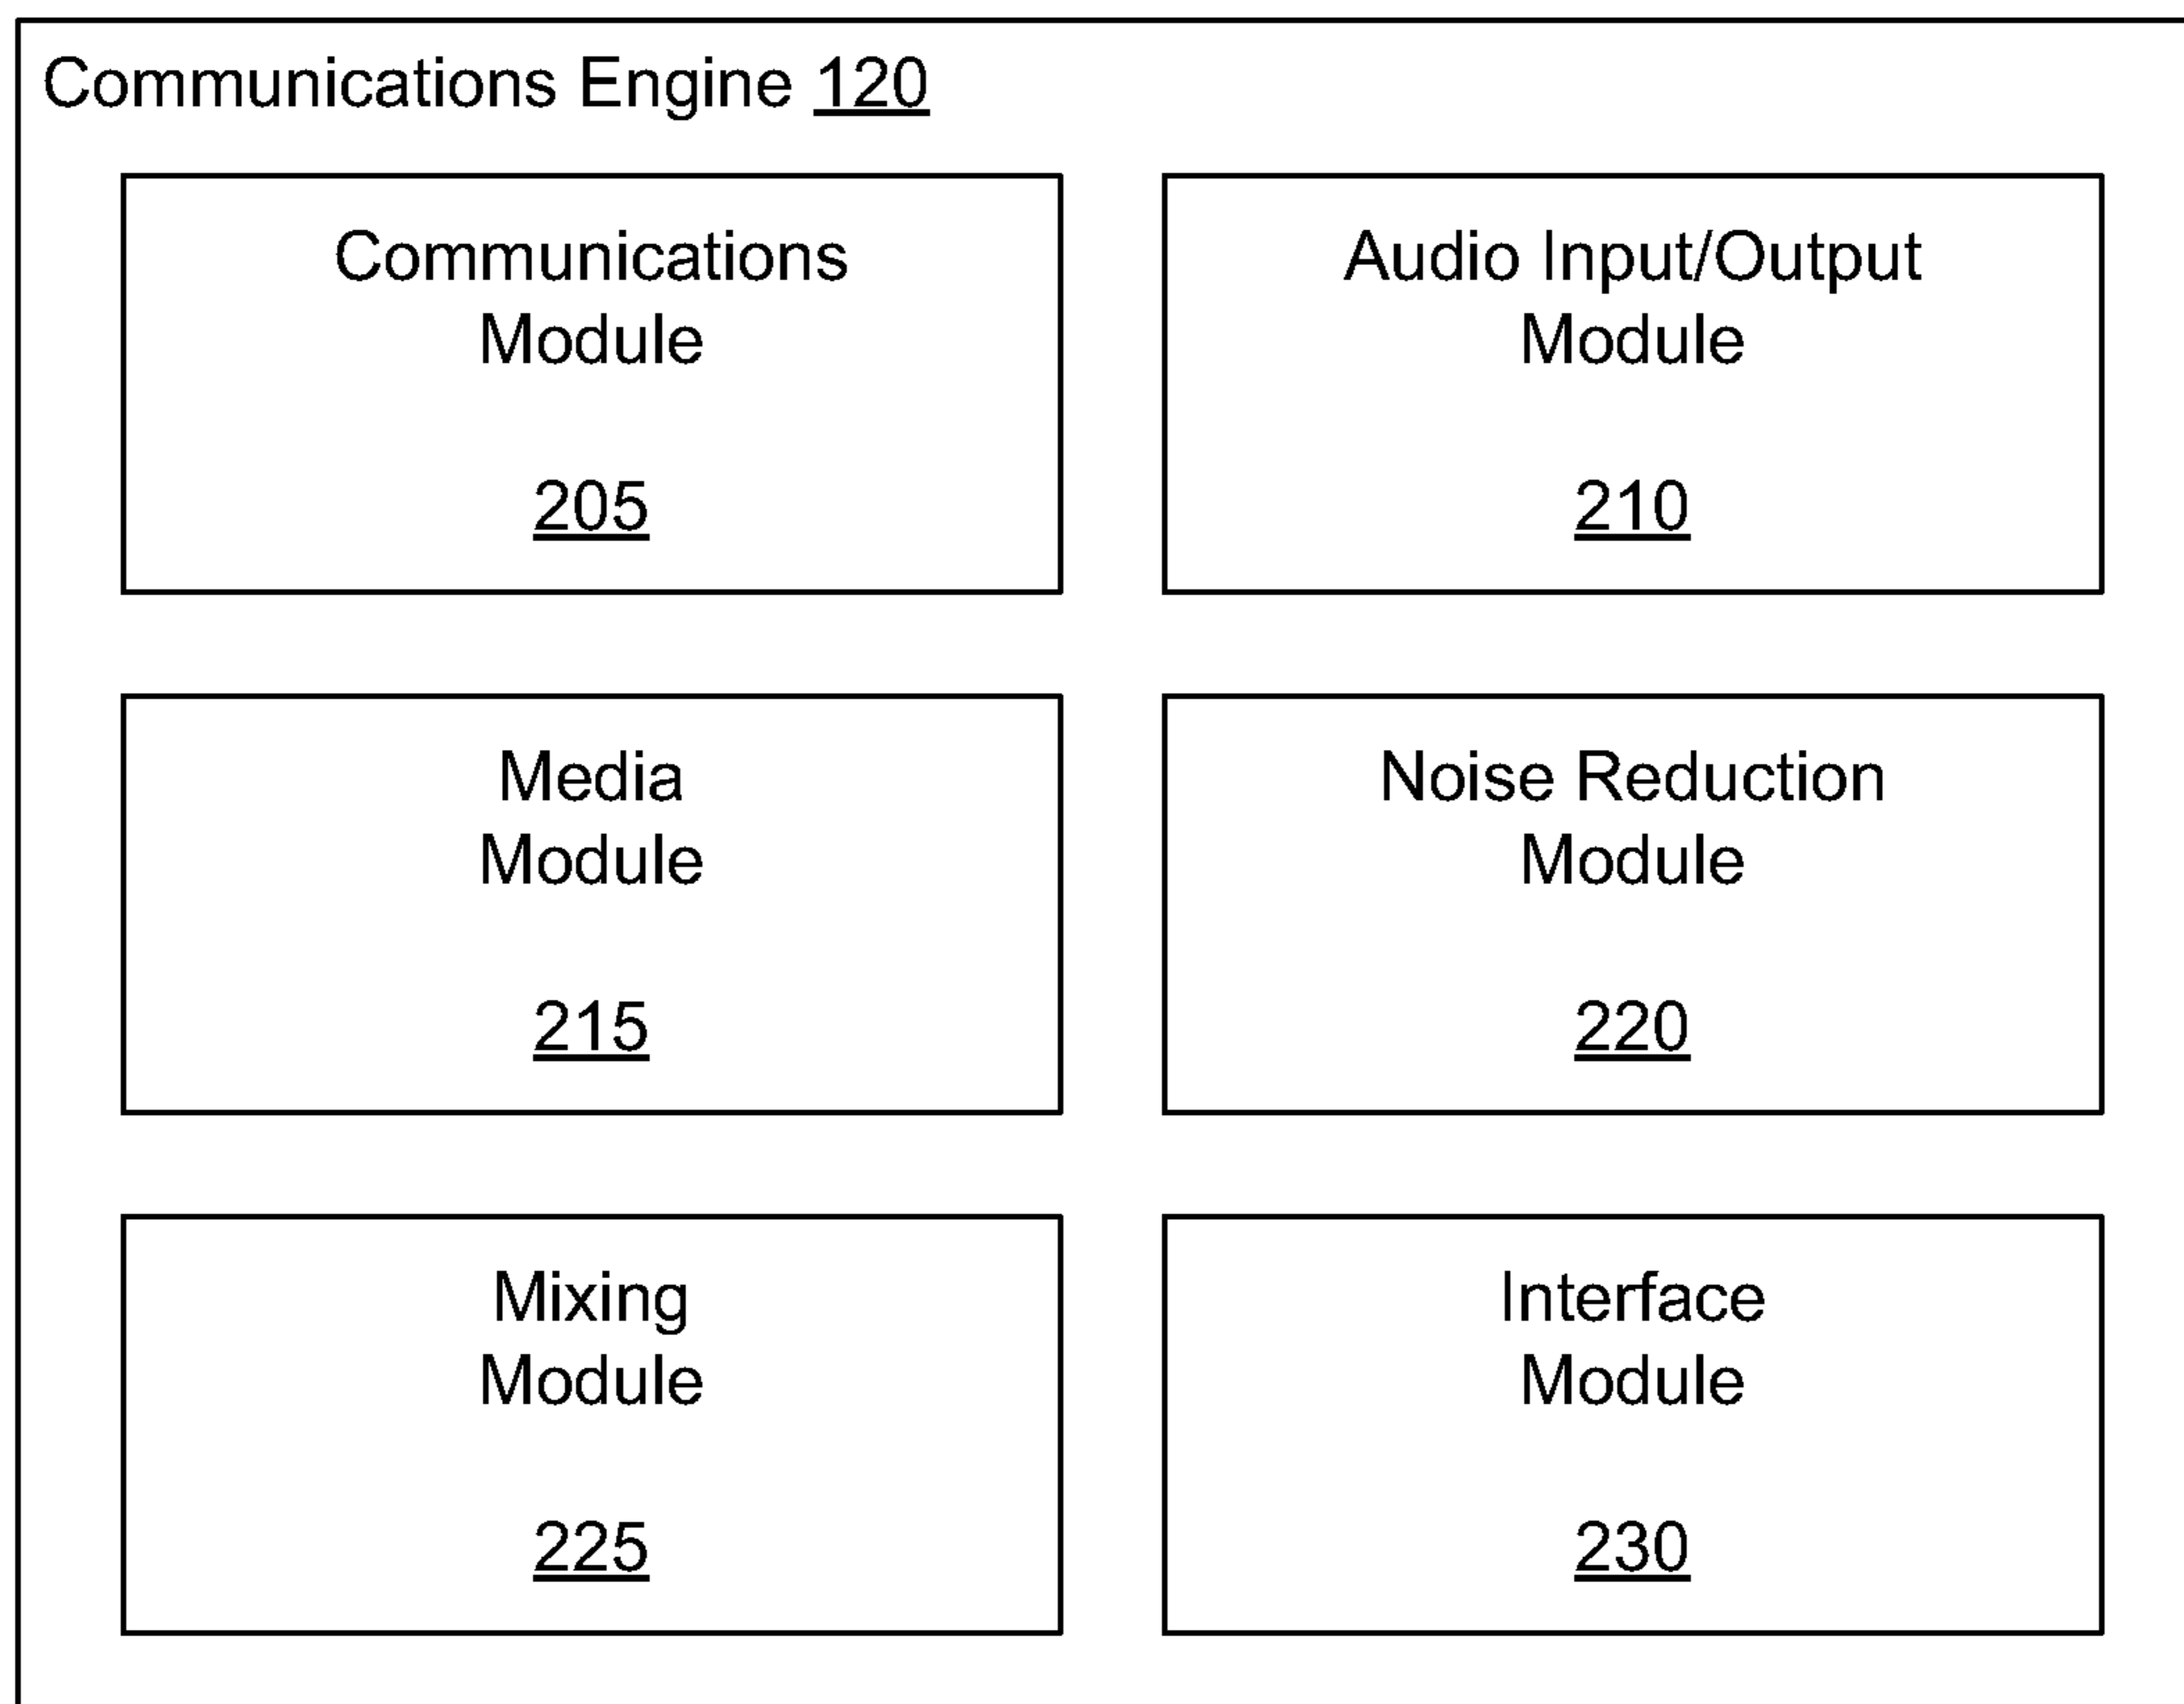 Communications Engine 120
Communications
Module
205
Audio Input/Output
Module
210
Media
Module
215
Noise Reduction
Module
220
Mixing
Module
225
Interface
Module
230